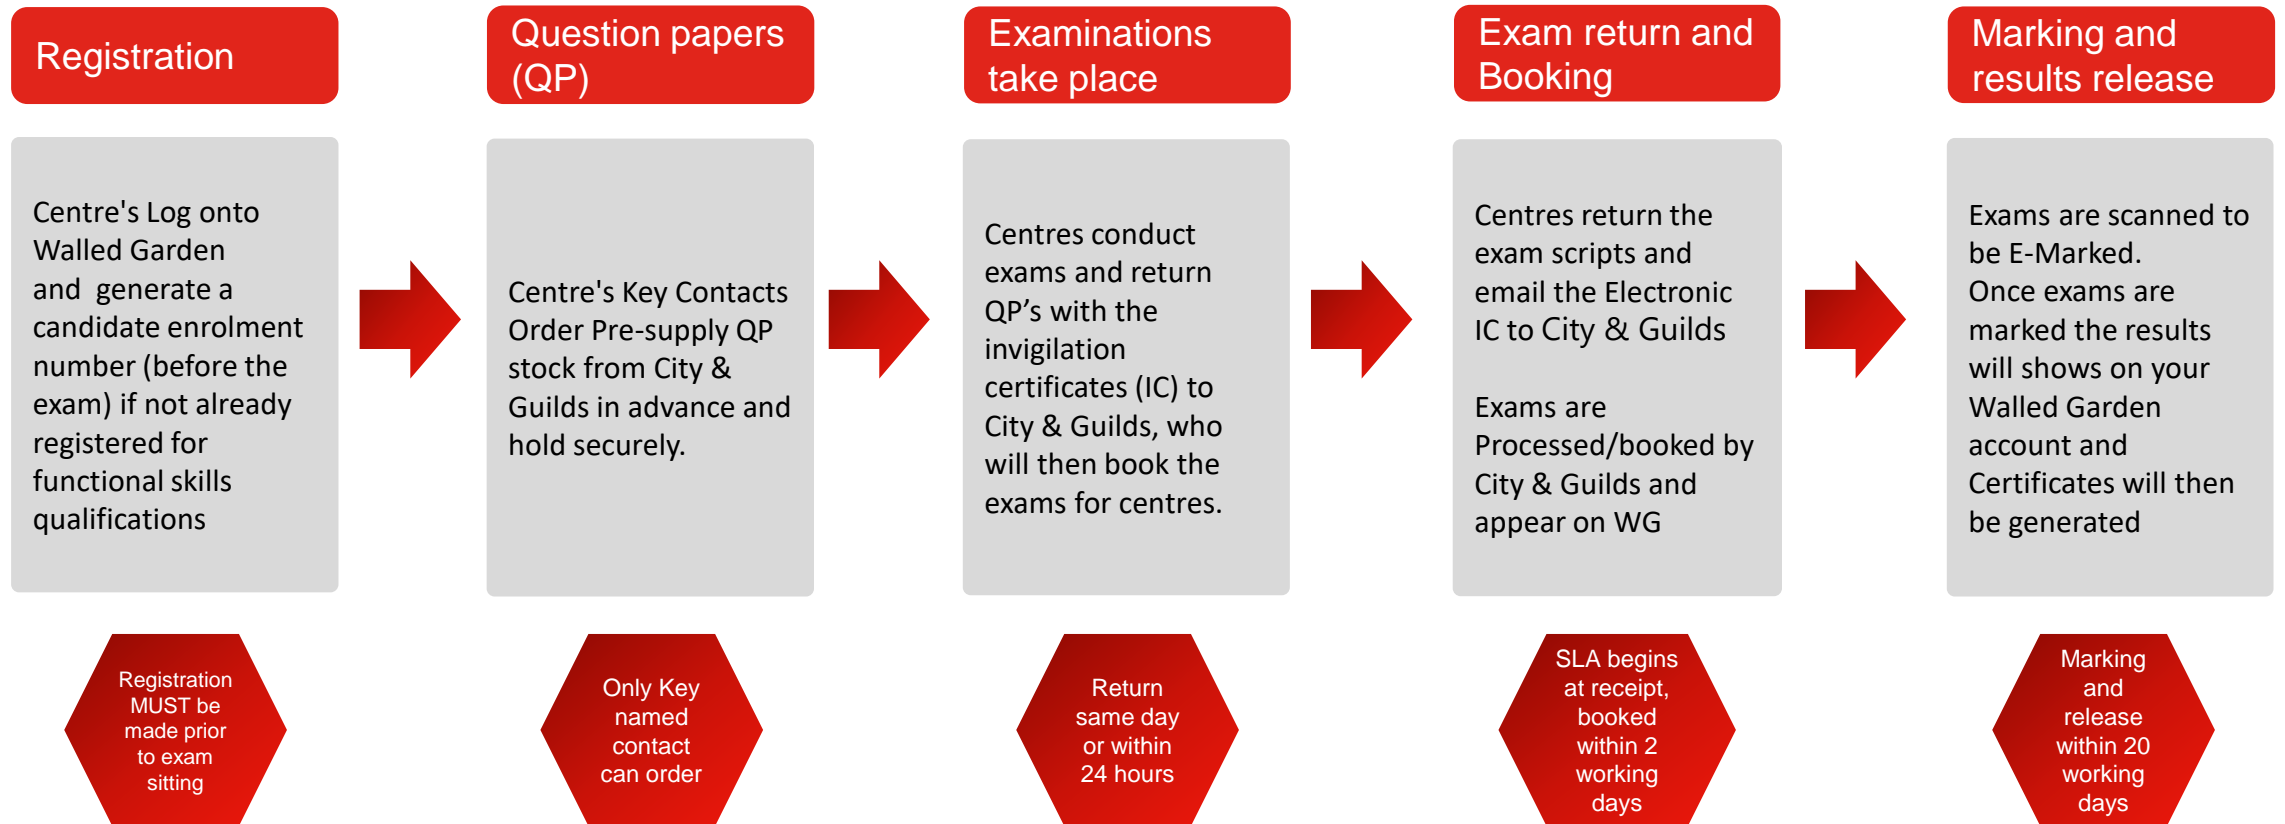 Registration
Centre's Log onto
Walled Garden
and  generate a
candidate enrolment
number (before the
exam) if not already
registered for
functional skills
qualifications
Registration
MUST be
made prior
to exam
sitting
Question papers
(QP)
Centre's Key Contacts
Order Pre-supply QP
stock from City &
Guilds in advance and
hold securely.
Only Key
named
contact
can order
Examinations
take place
Centres conduct
exams and return
QP’s with the
invigilation
certificates (IC) to
City & Guilds, who
will then book the
exams for centres.
Return
same day
or within
24 hours
Exam return and
Booking
Centres return the
exam scripts and
email the Electronic
IC to City & Guilds
Exams are
Processed/booked by
City & Guilds and
appear on WG
SLA begins
at receipt,
booked
within 2
working
days
Marking and
results release
Exams are scanned to
be E-Marked.
Once exams are
marked the results
will shows on your
Walled Garden
account and
Certificates will then
be generated
Marking
and
release
within 20
working
days